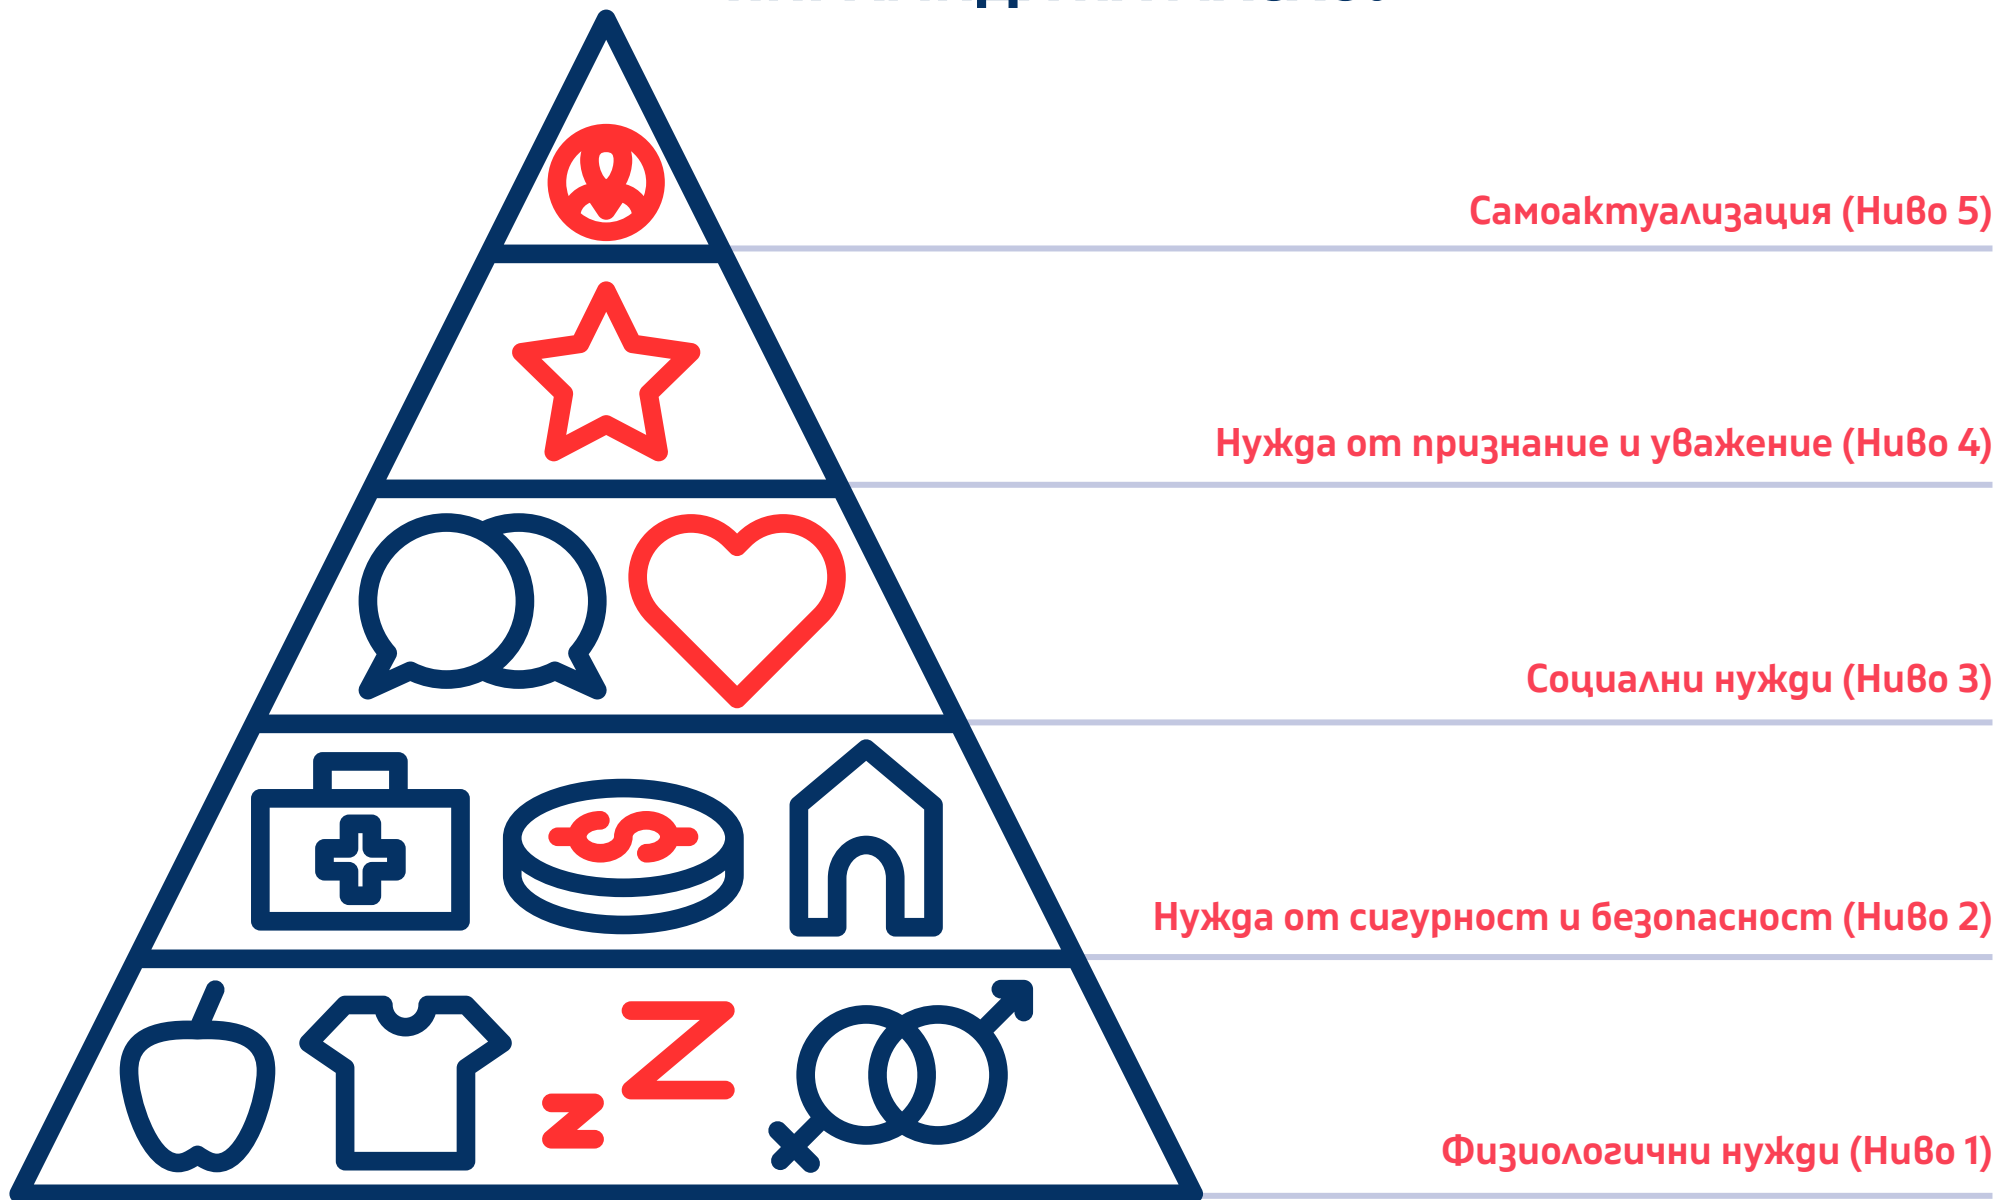 Самоактуализация (Ниво 5)
Нужда от признание и уважение (Ниво 4)
Социални нужди (Ниво 3)
Нужда от сигурност и безопасност (Ниво 2)
Физиологични нужди (Ниво 1)